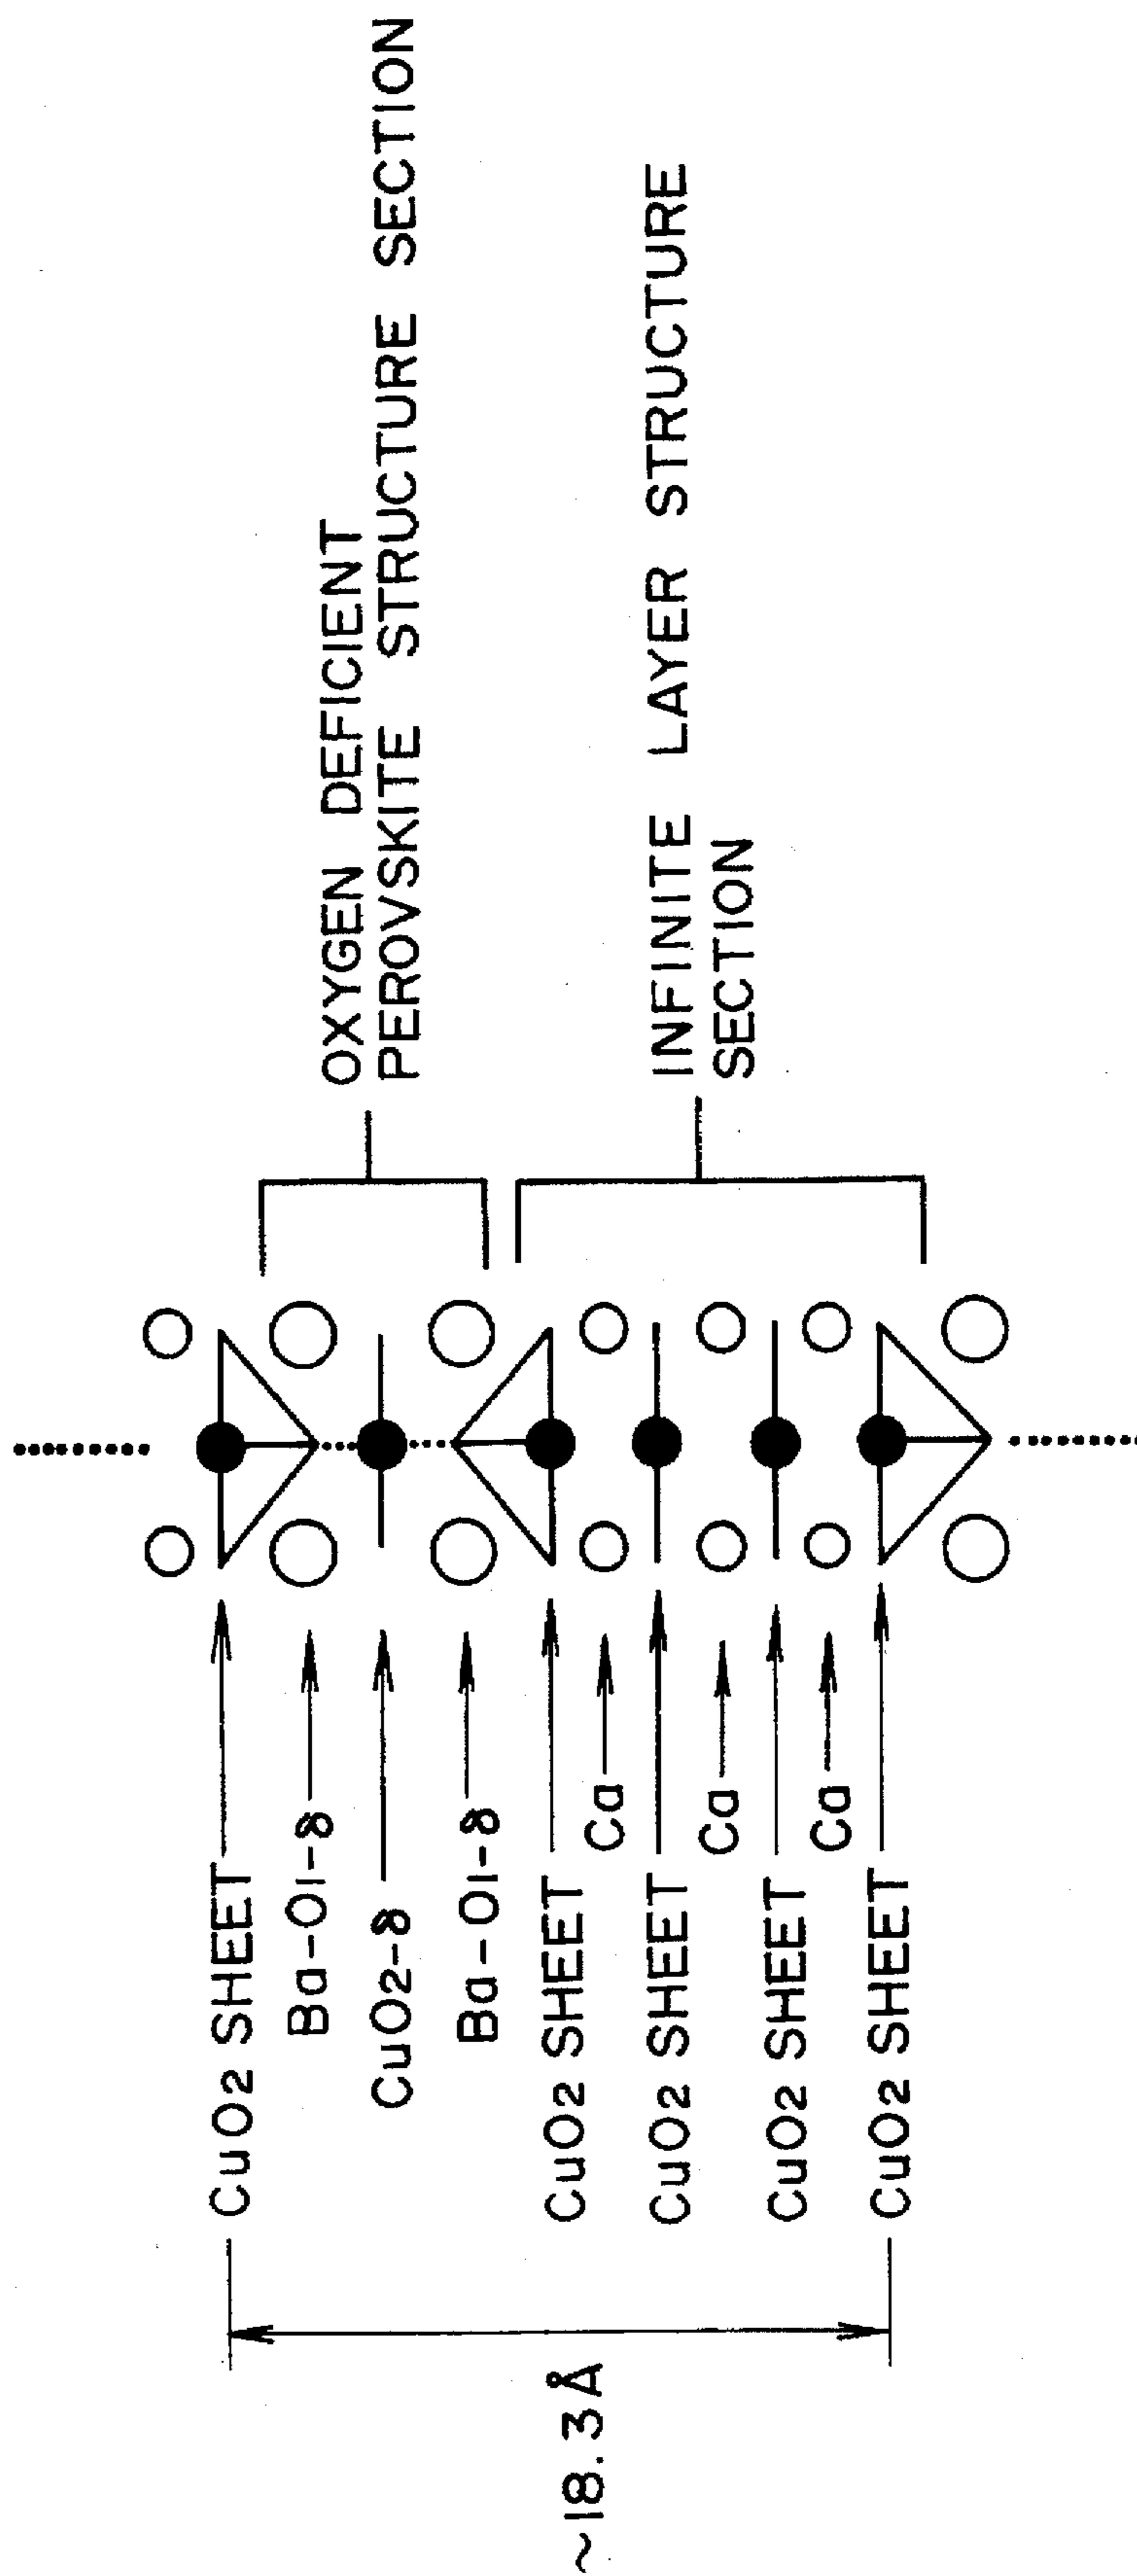 ~18.3Å
CuO2 SHEET
Ba-O1-δ
CuO2-δ
Ba-O1-δ
CuO2 SHEET
Ca
CuO2 SHEET
Ca
CuO2 SHEET
Ca
CuO2 SHEET
OXYGEN DEFICIENT
PEROVSKITE STRUCTURE SECTION
INFINITE LAYER STRUCTURE
SECTION